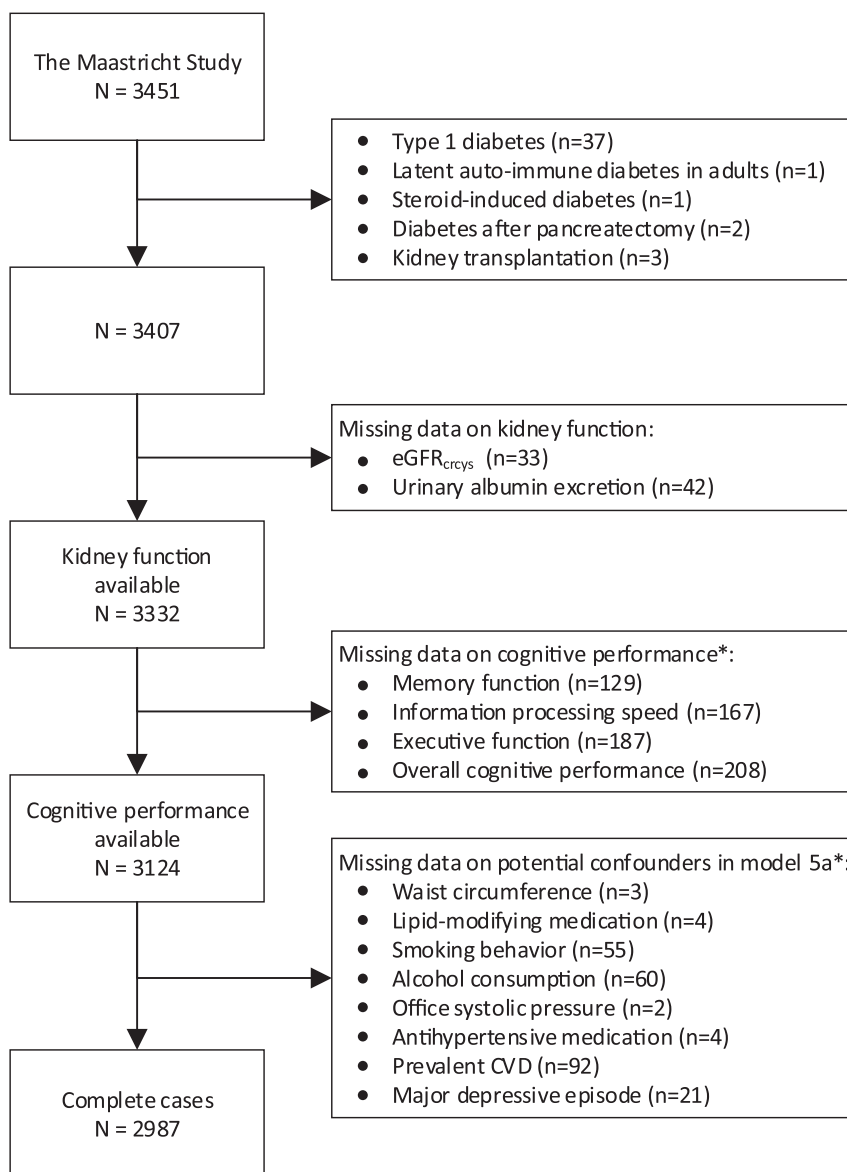 The Maastricht Study
N = 3451
● Type 1 diabetes (n=37)
● Latent auto-immune diabetes in adults (n=1)
● Steroid-induced diabetes (n=1)
● Diabetes after pancreatectomy (n=2)
● Kidney transplantation (n=3)
N = 3407
Missing data on kidney function:
● eGFRcrcys (n=33)
● Urinary albumin excretion (n=42)
Kidney function
available
N = 3332
Missing data on cognitive performance*:
● Memory function (n=129)
● Information processing speed (n=167)
● Executive function (n=187)
● Overall cognitive performance (n=208)
Cognitive performance
available
N = 3124
Missing data on potential confounders in model 5a*:
● Waist circumference (n=3)
● Lipid-modifying medication (n=4)
● Smoking behavior (n=55)
● Alcohol consumption (n=60)
● Office systolic pressure (n=2)
● Antihypertensive medication (n=4)
● Prevalent CVD (n=92)
● Major depressive episode (n=21)
Complete cases
N = 2987